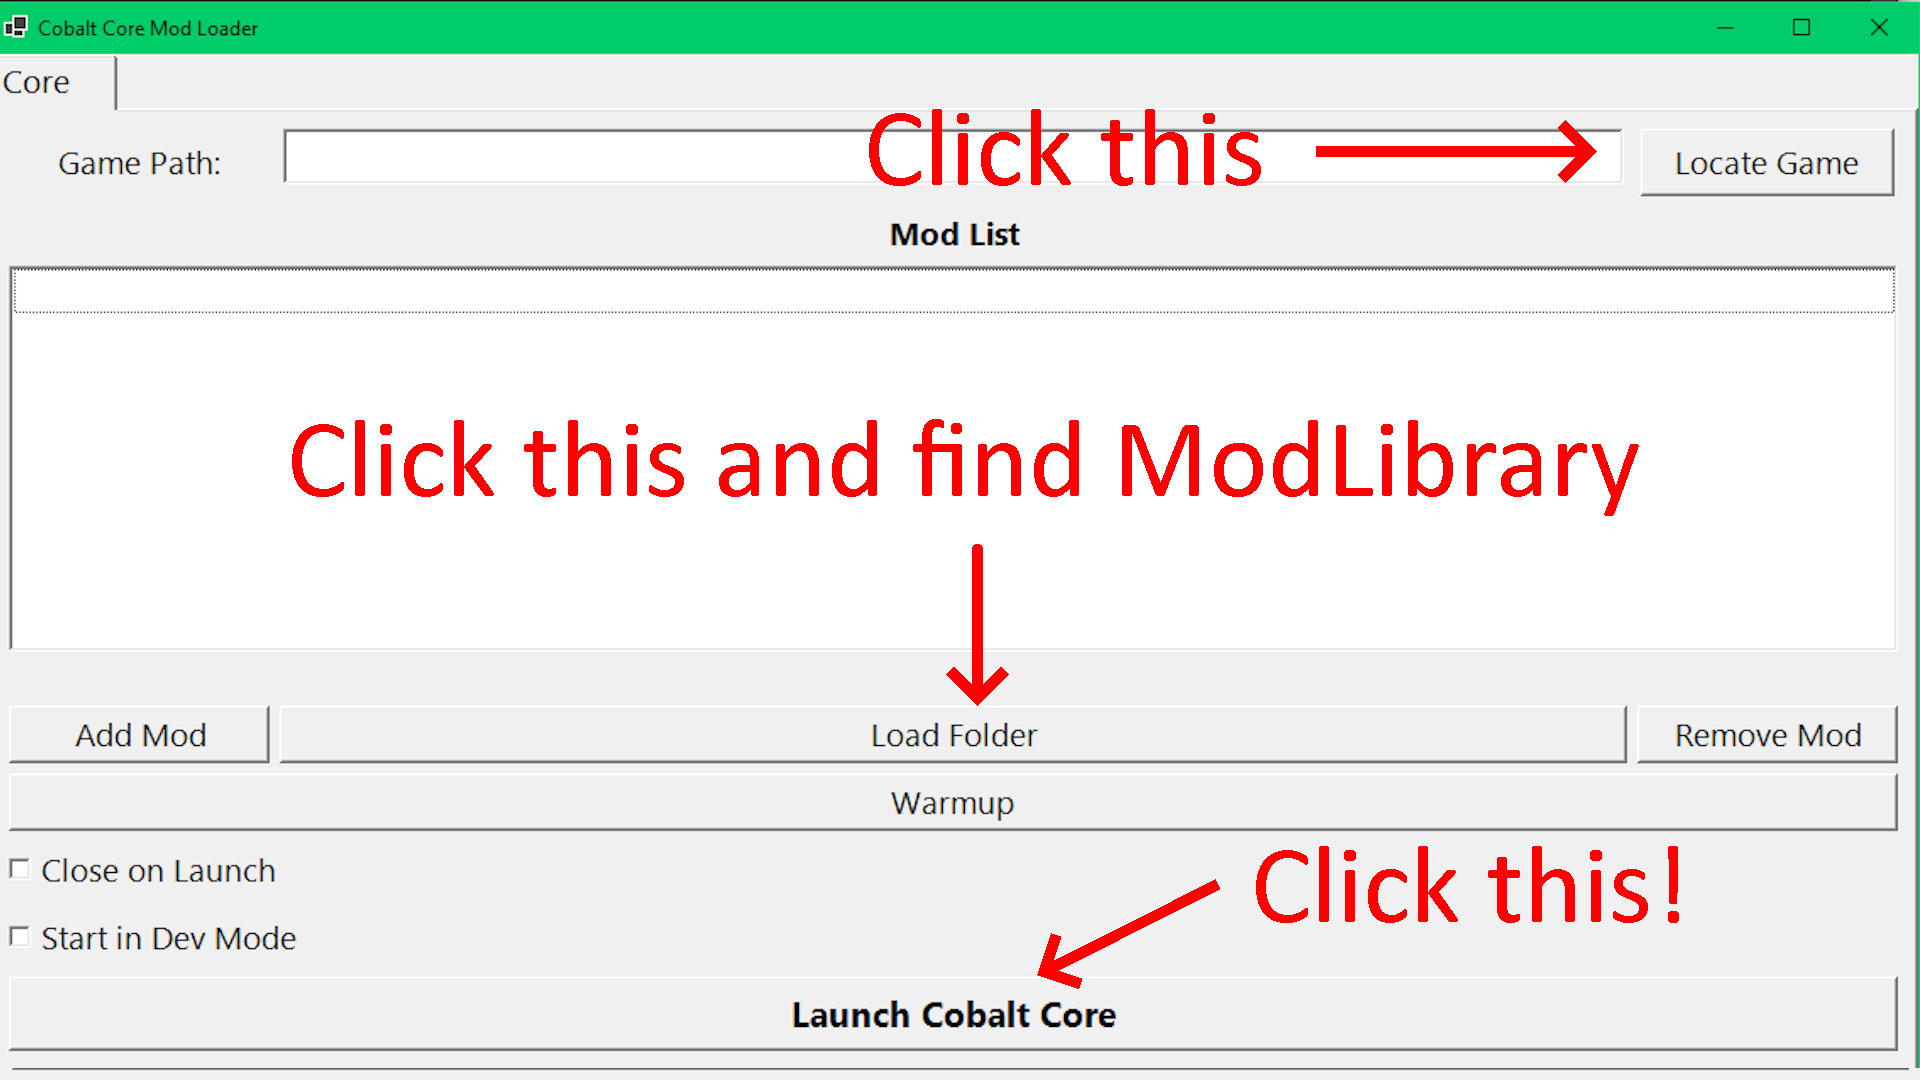 Cobalt Core Mod Loader
Core
Game Path:
Click this
Locate Game
Mod List
Click this and find ModLibrary
Add Mod
Load Folder
Remove Mod
Warmup
Close on Launch
Click this!
Start in Dev Mode
Launch Cobalt Core